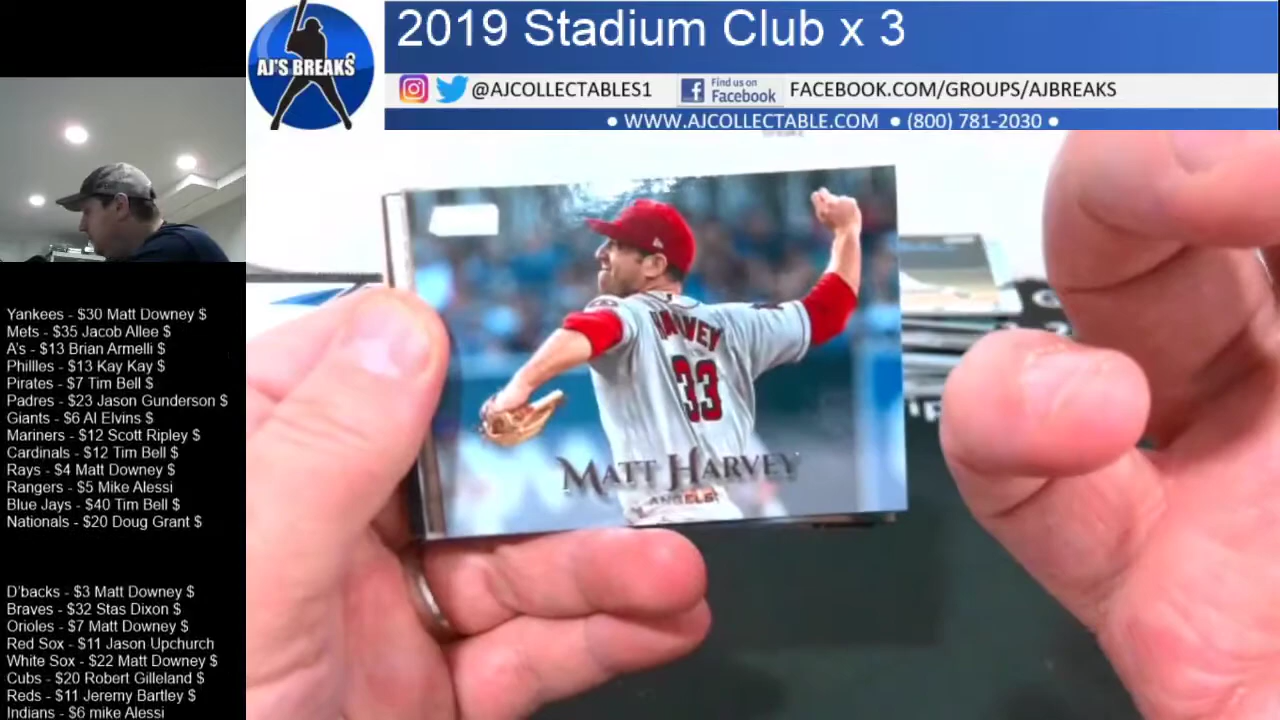 AJ'S BREAKS
2019 Stadium Club x 3
@AJCOLLECTABLES1
Find us on
Facebook
FACEBOOK.COM/GROUPS/AJBREAKS
• WWW.AJCOLLECTABLE.COM • (800) 781-2030 •
Yankees - $30 Matt Downey $
Mets - $35 Jacob Allee $
A's - $13 Brian Armelli $
Phillles - $13 Kay Kay $
Pirates - $7 Tim Bell $
Padres - $23 Jason Gunderson $
Giants - $6 Al Elvins $
Mariners - $12 Scott Ripley $
Cardinals - $12 Tim Bell $
Rays - $4 Matt Downey $
Rangers - $5 Mike Alessi
Blue Jays - $40 Tim Bell $
Nationals - $20 Doug Grant $
D'backs - $3 Matt Downey $
Braves - $32 Stas Dixon $
Orioles - $7 Matt Downey $
Red Sox - $11 Jason Upchurch
White Sox - $22 Matt Downey $
Cubs - $20 Robert Gilleland $
Reds - $11 Jeremy Bartley $
Indians - $6 mike Alessi
HARVEY
33
MATT HARVEY
ANGELS